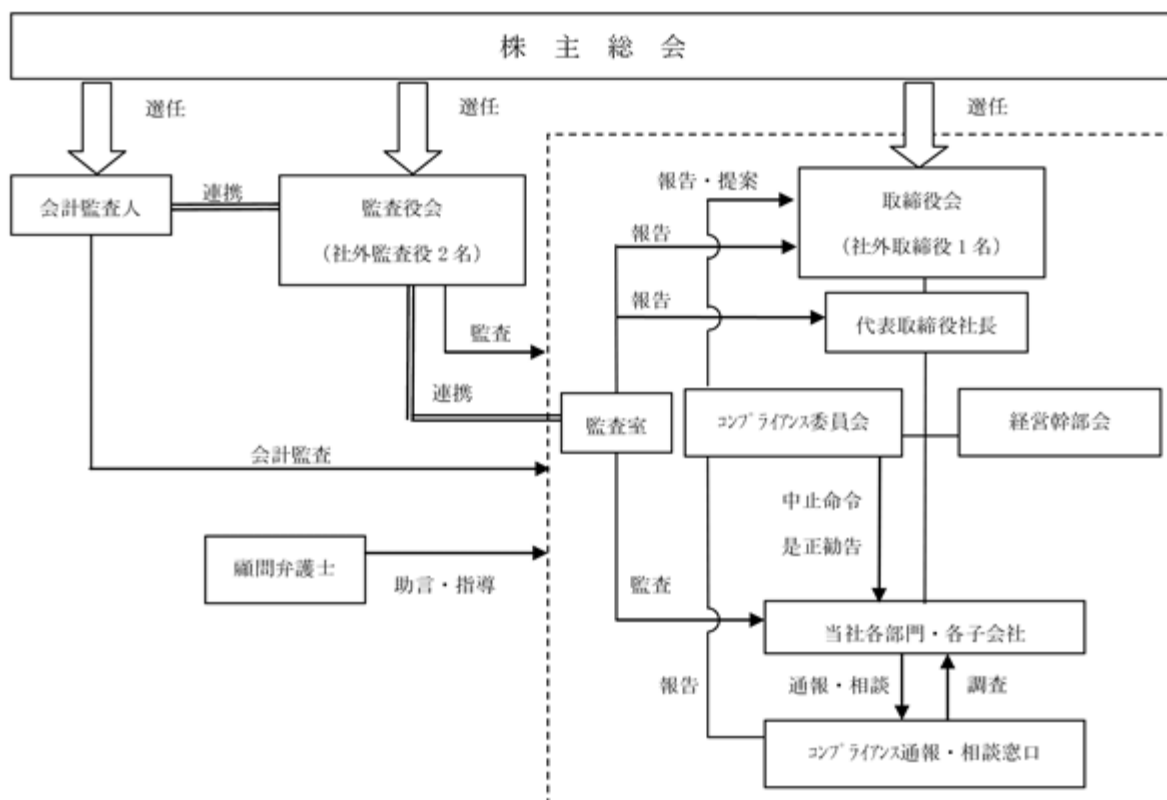 株主総会
選任
選任
選任
会計監査人
連携
監査役会
(社外監査役2名)
報告・提案
取締役会
(社外取締役1名)
報告
報告
代表取締役社長
監査
連携
監査室
コンプライアンス委員会
経営幹部会
会計監査
中止命令
是正勧告
顧問弁護士
助言・指導
監査
当社各部門・各子会社
報告
通報・相談
調査
コンプライアンス通報・相談窓口